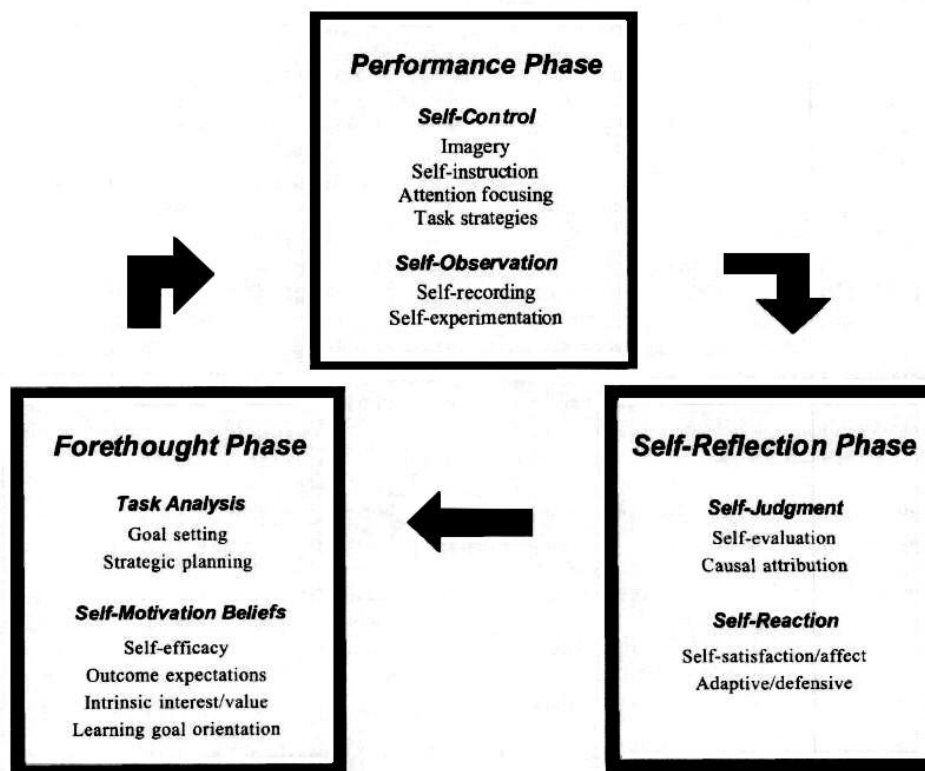 Performance Phase
Self-Control
Imagery
Self-instruction
Attention focusing
Task strategies
Self-Observation
Self-recording
Self-experimentation
Forethought Phase
Task Analysis
Goal setting
Strategic planning
Self-Motivation Beliefs
Self-efficacy
Outcome expectations
Intrinsic interest/value
Learning goal orientation
Self-Reflection Phase
Self-Judgment
Self-evaluation
Causal attribution
Self-Reaction
Self-satisfaction/affect
Adaptive/defensive